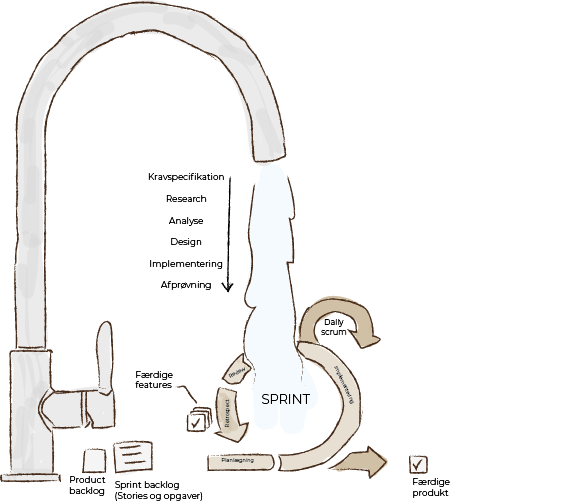 Kravspecifikation
Research
Analyse
Design
Implementering
Afprøvning
Daily
scrum
Review
Implementering
Færdige
features
SPRINT
Retrospect
Planlægning
Product
backlog
Sprint backlog
(Stories og opgaver)
Færdige
produkt